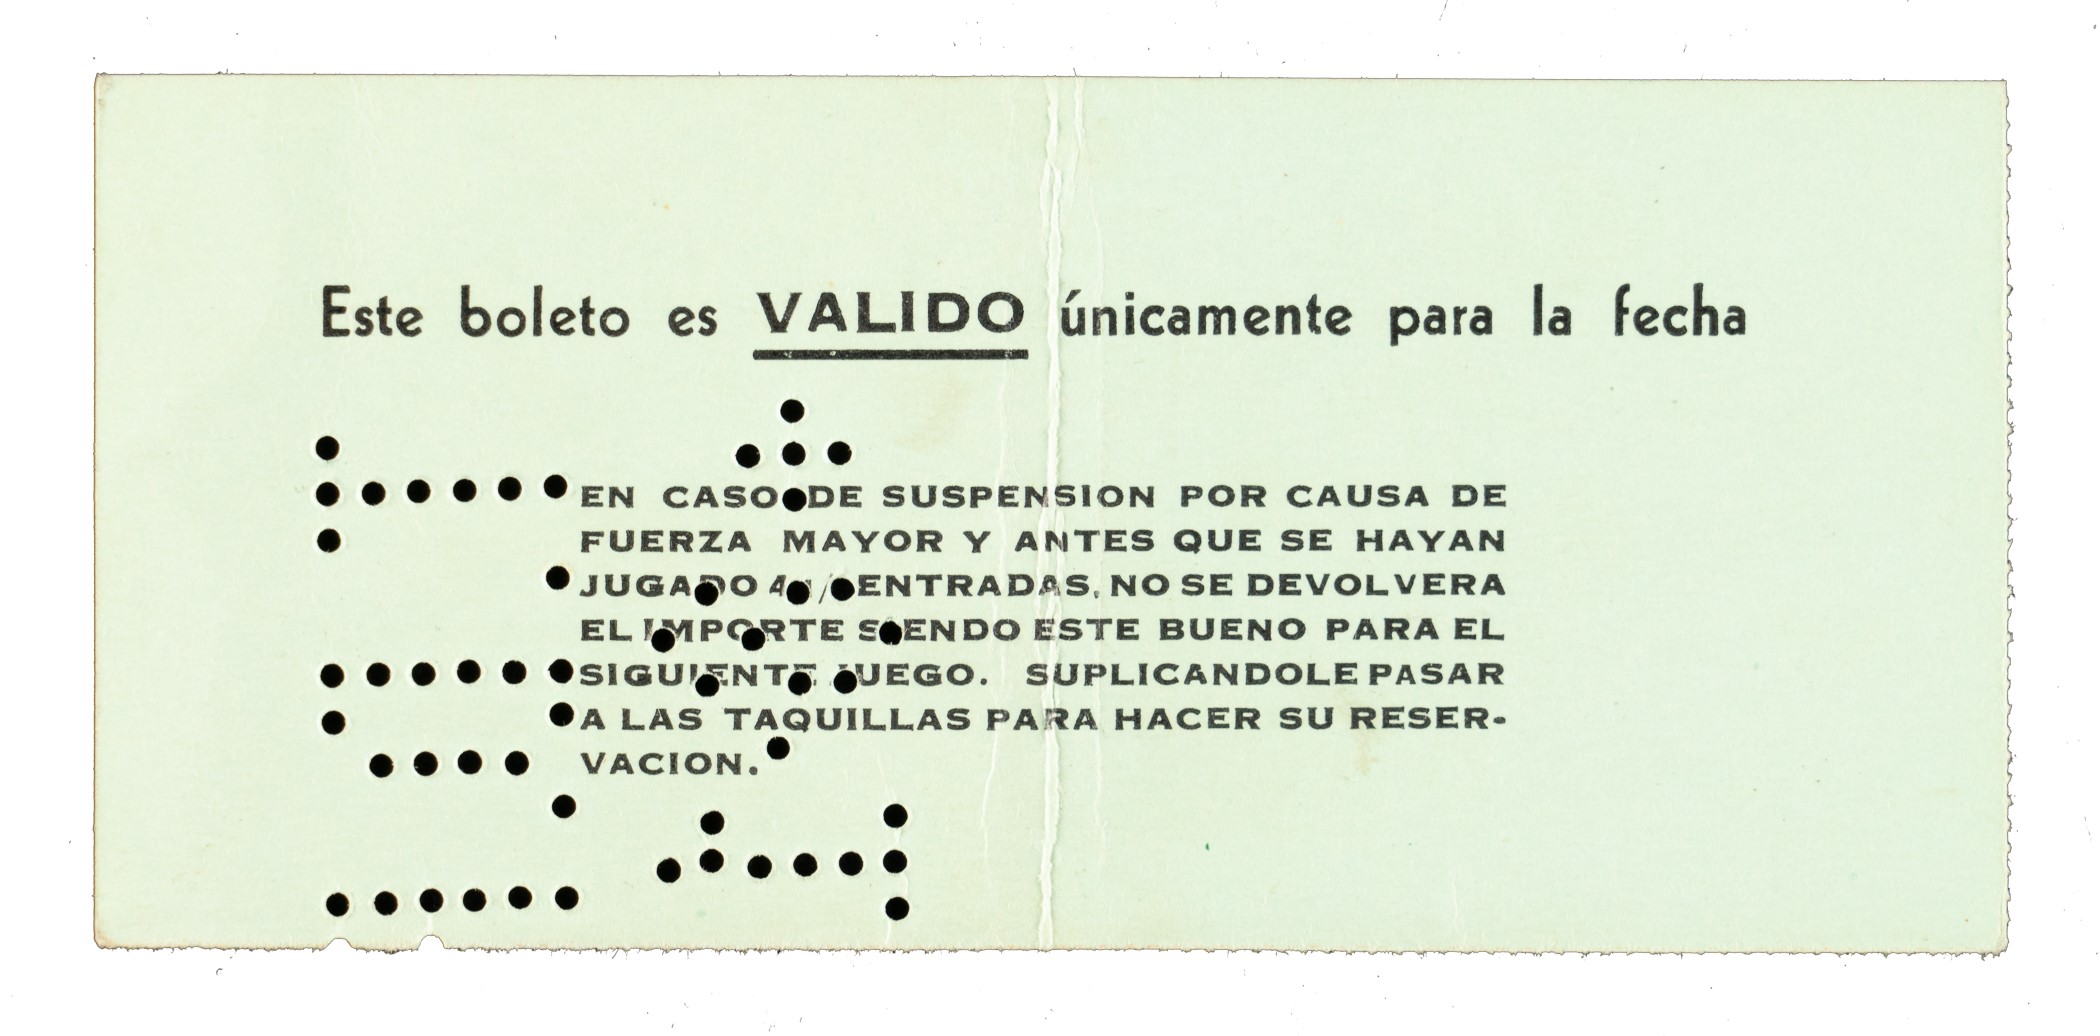 Este boleto es VALIDO únicamente para la fecha
EN CASO DE SUSPENSION POR CAUSA DE
FUERZA MAYOR Y ANTES QUE SE HAYAN
JUGADO 4 ENTRADAS, NO SE DEVOLVERA
EL IMPORTE SIENDO ESTE BUENO PARA EL
SIGUIENTE JUEGO. SUPLICANDOLE PASAR
A LAS TAQUILLAS PARA HACER SU RESER-
VACION.